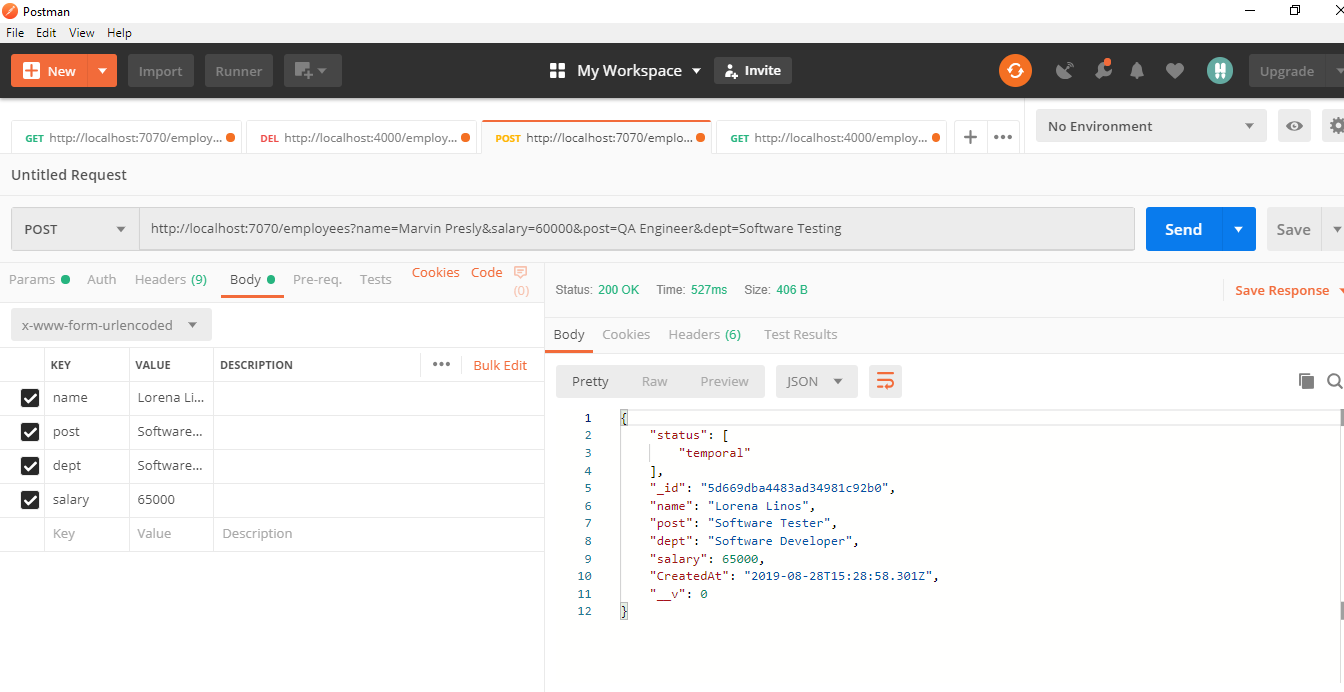 Postman
File Edit View Help
New Import Runner My Workspace Invite Upgrade
GET http://localhost:7070/employ... DEL http://localhost:4000/employ... POST http://localhost:7070/emplo... GET http://localhost:4000/employ... + ••• No Environment
Untitled Request
POST http://localhost:7070/employees?name=Marvin Presly&salary=60000&post=QA Engineer&dept=Software Testing Send Save
Params Auth Headers (9) Body Pre-req. Tests Cookies Code (0)
Status: 200 OK Time: 527ms Size: 406 B Save Response
x-www-form-urlencoded
KEY VALUE DESCRIPTION ••• Bulk Edit
name Lorena Li...
post Software...
dept Software...
salary 65000
Key Value Description
Body Cookies Headers (6) Test Results
Pretty Raw Preview JSON
1 {
2 "status": [
3 "temporal"
4 ],
5 "_id": "5d669dba4483ad34981c92b0",
6 "name": "Lorena Linos",
7 "post": "Software Tester",
8 "dept": "Software Developer",
9 "salary": 65000,
10 "CreatedAt": "2019-08-28T15:28:58.301Z",
11 "__v": 0
12 }